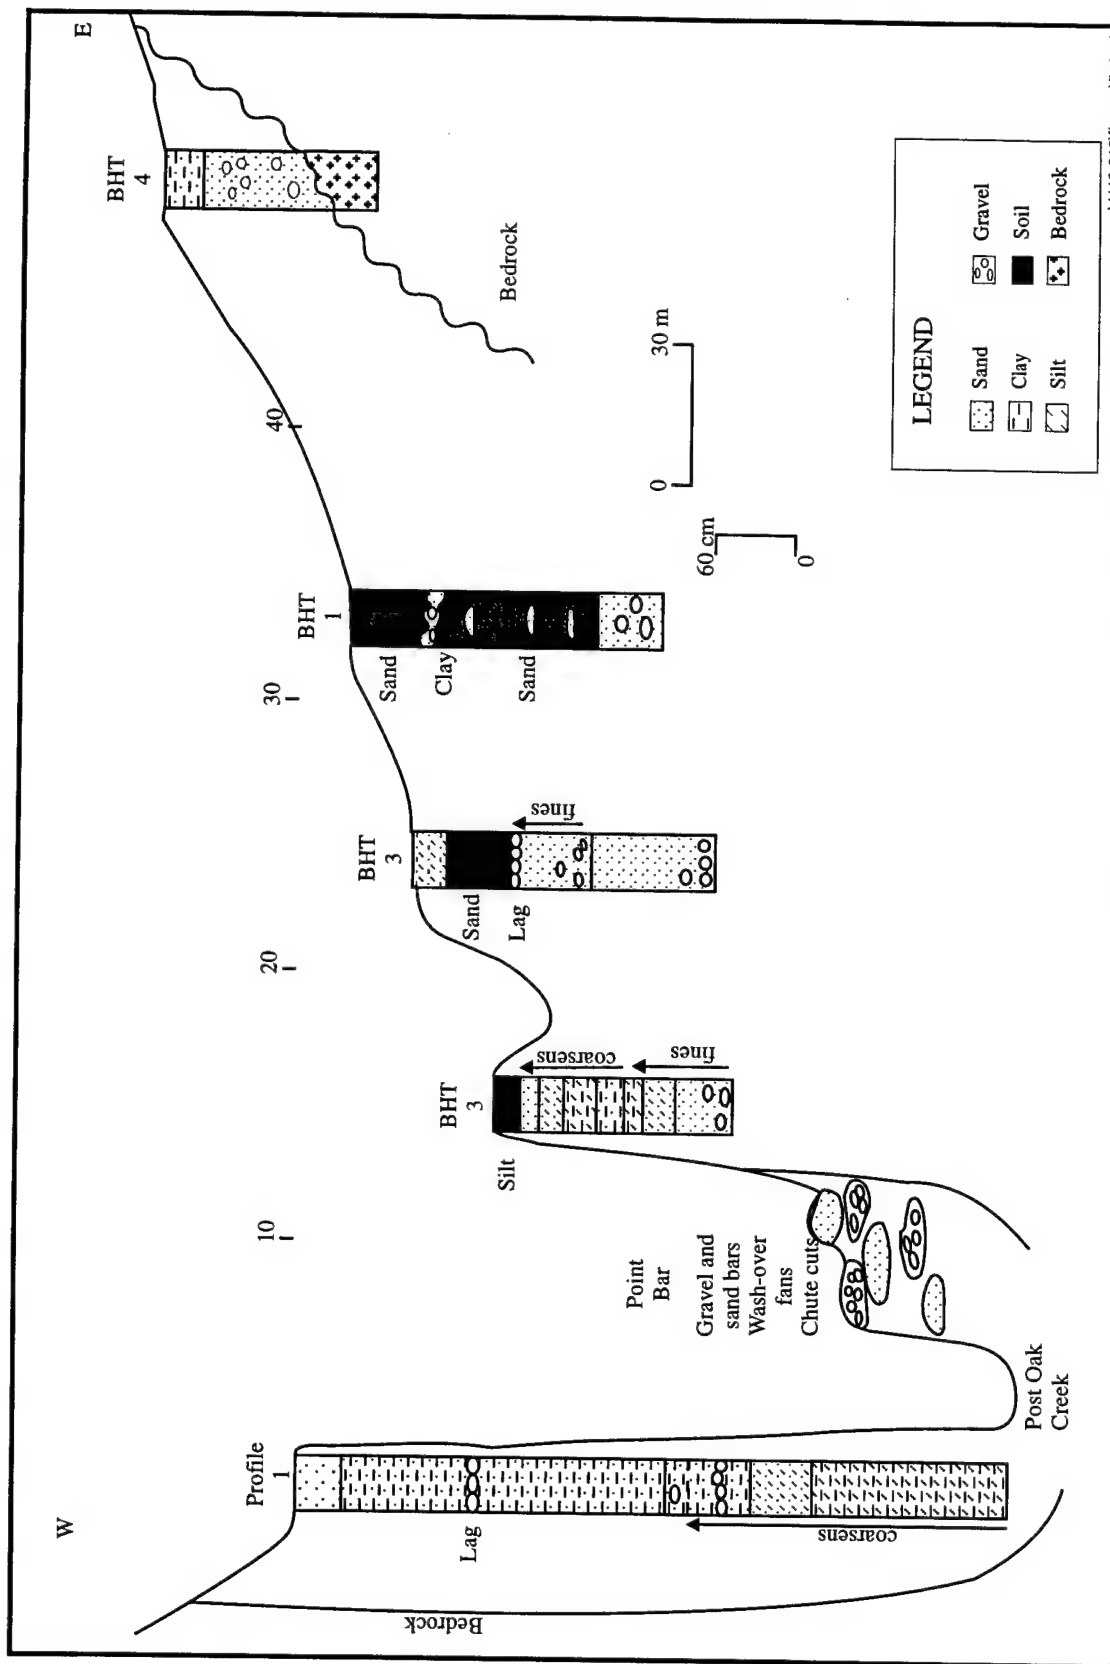 W
E
Profile
1
BHT
3
BHT
3
BHT
1
BHT
4
10
20
30
40
Bedrock
coarsens
Lag
Post Oak
Creek
Point
Bar
Gravel and
sand bars
Wash-over
fans
Chute cuts
Silt
coarsens
fines
Sand
Lag
fines
Sand
Clay
Sand
Bedrock
60 cm
0
0
30 m
LEGEND
Sand
Gravel
Clay
Soil
Silt
Bedrock